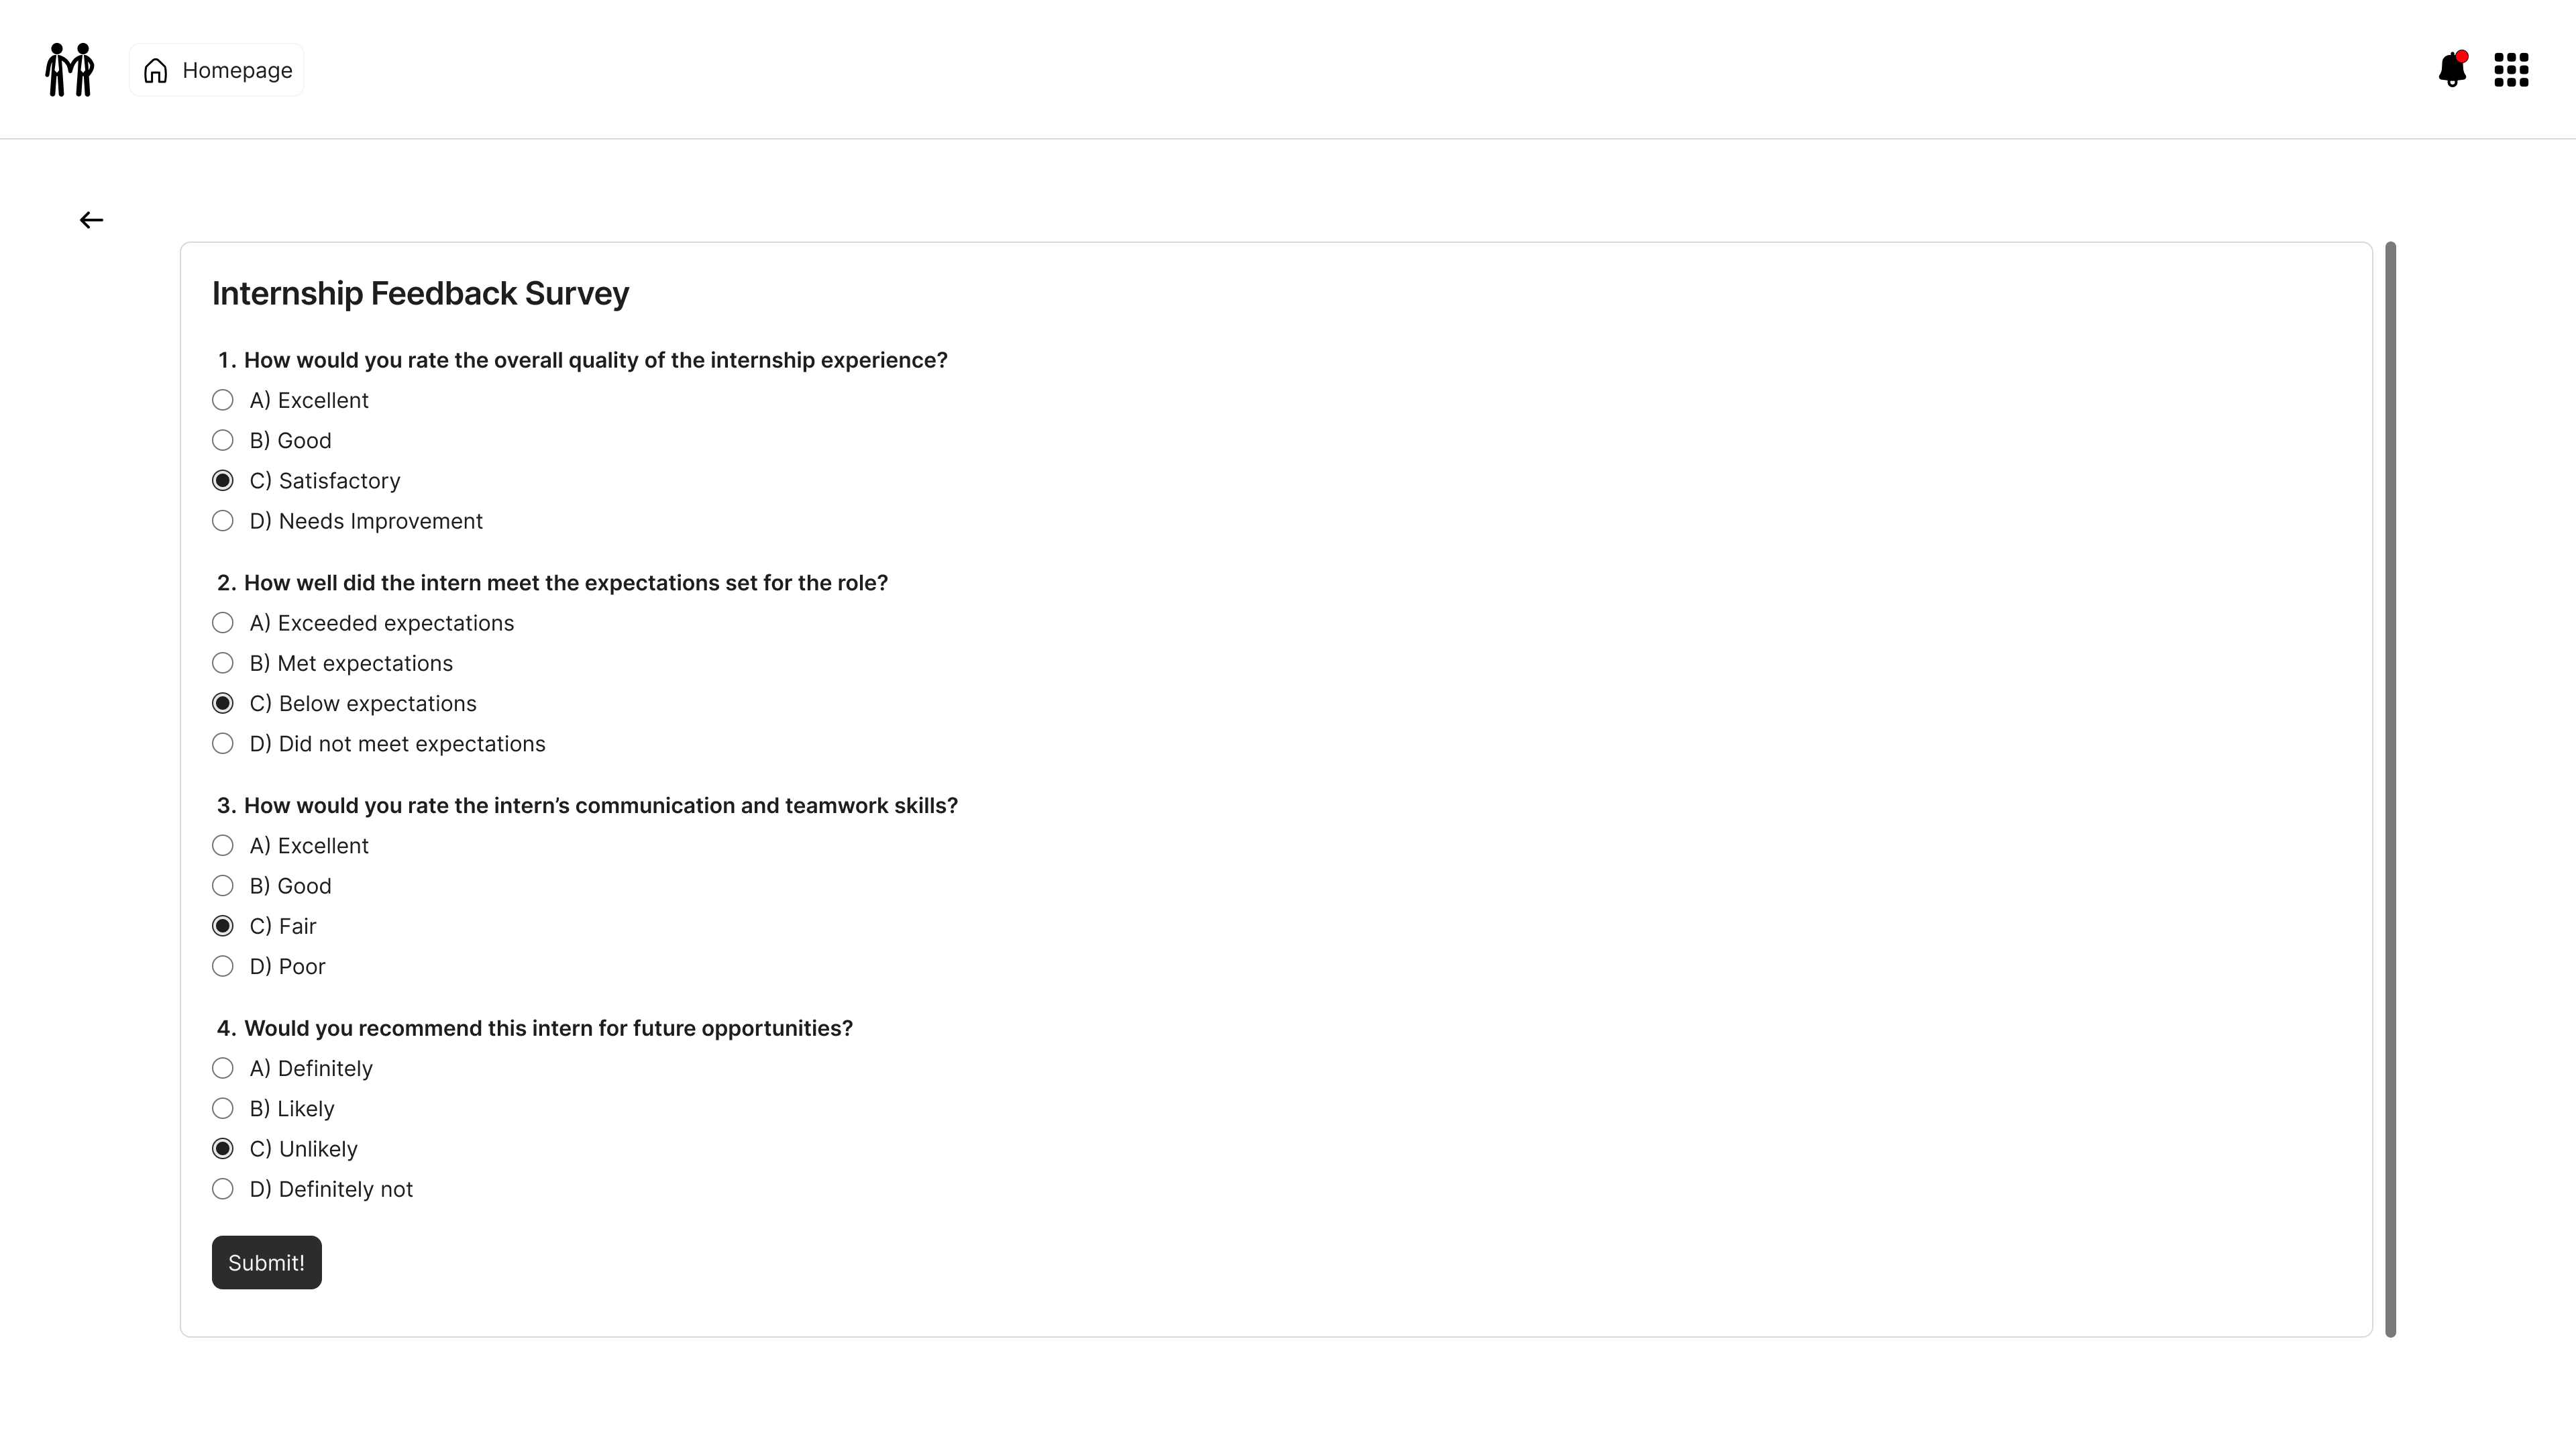 Homepage
Internship Feedback Survey
1. How would you rate the overall quality of the internship experience?
A) Excellent
B) Good
C) Satisfactory
D) Needs Improvement
2. How well did the intern meet the expectations set for the role?
A) Exceeded expectations
B) Met expectations
C) Below expectations
D) Did not meet expectations
3. How would you rate the intern’s communication and teamwork skills?
A) Excellent
B) Good
C) Fair
D) Poor
4. Would you recommend this intern for future opportunities?
A) Definitely
B) Likely
C) Unlikely
D) Definitely not
Submit!